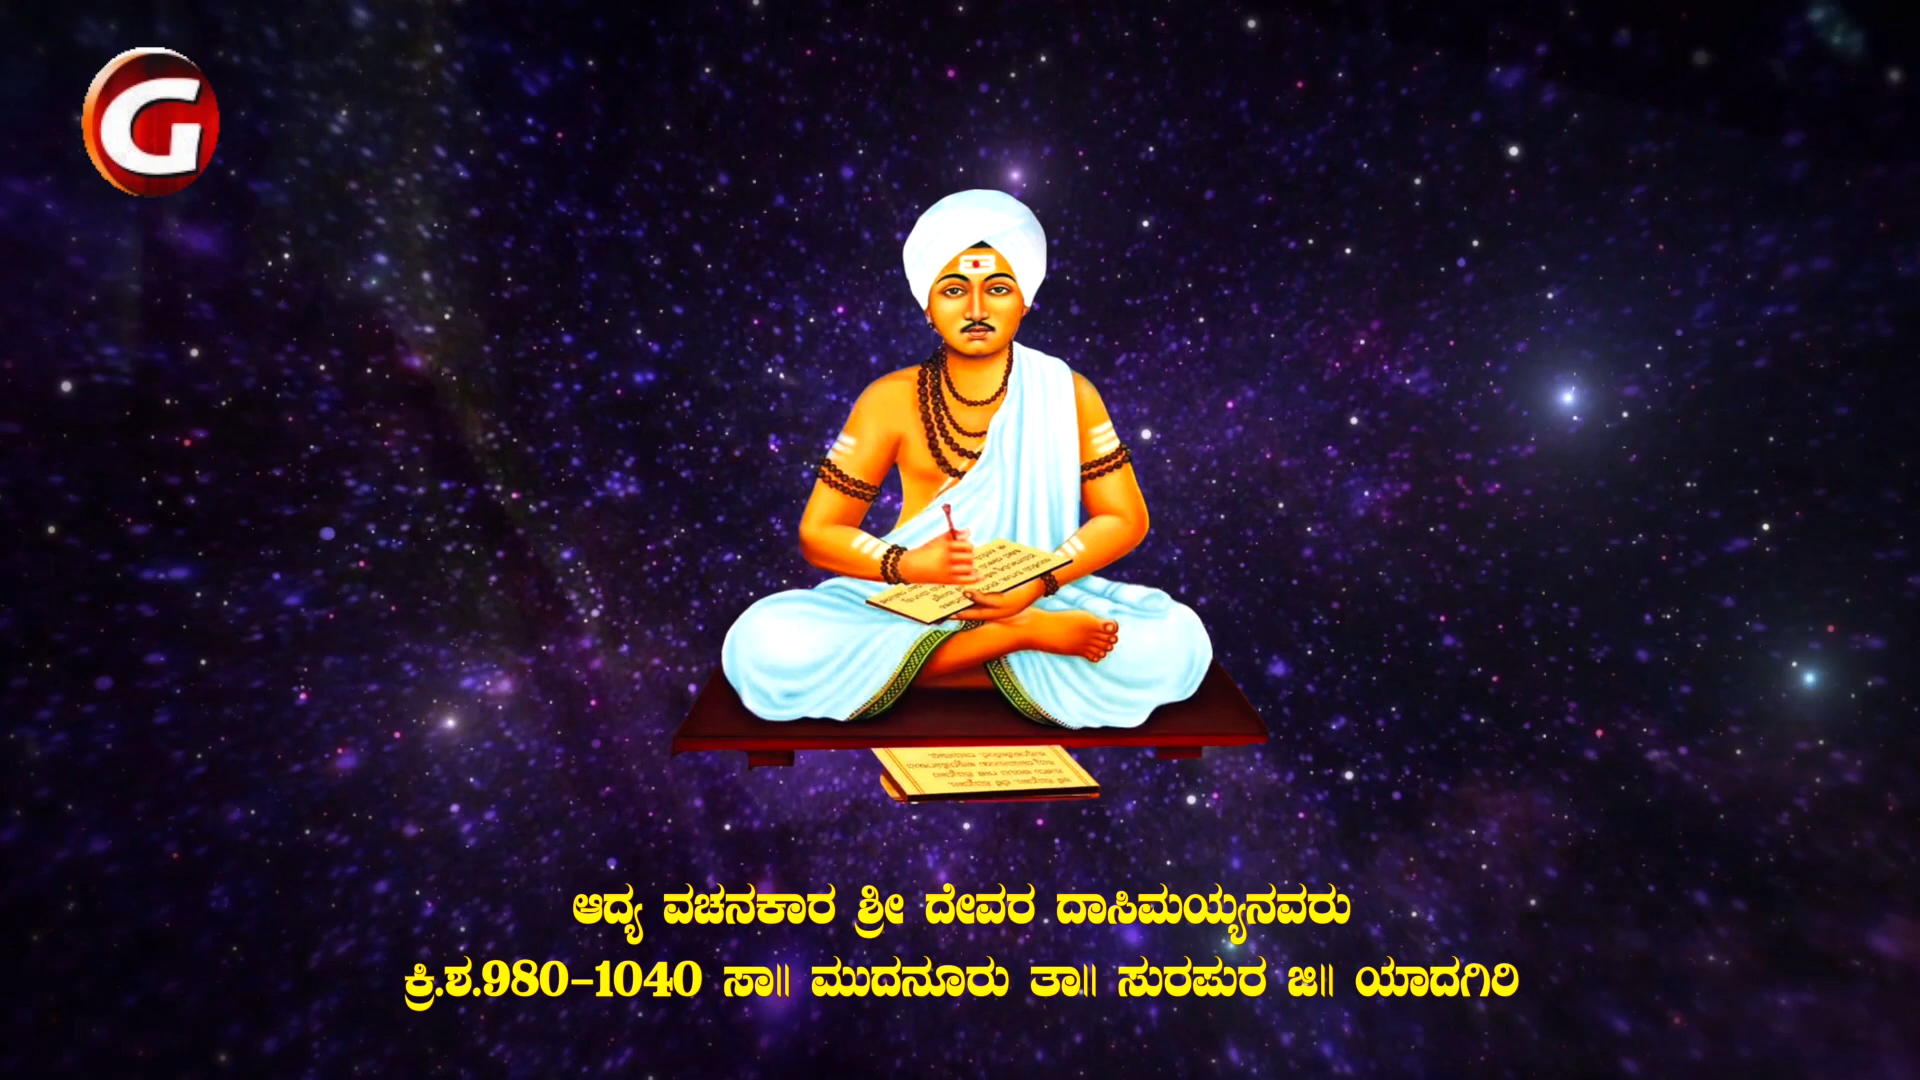 G
ಆದ್ಯ ವಚನಕಾರ ಶ್ರೀ ದೇವರ ದಾಸಿಮಯ್ಯನವರು
ಕ್ರಿ.ಶ.980-1040 ಸಾ॥ ಮುದನೂರು ತಾ॥ ಸುರಪುರ ಜಿ॥ ಯಾದಗಿರಿ